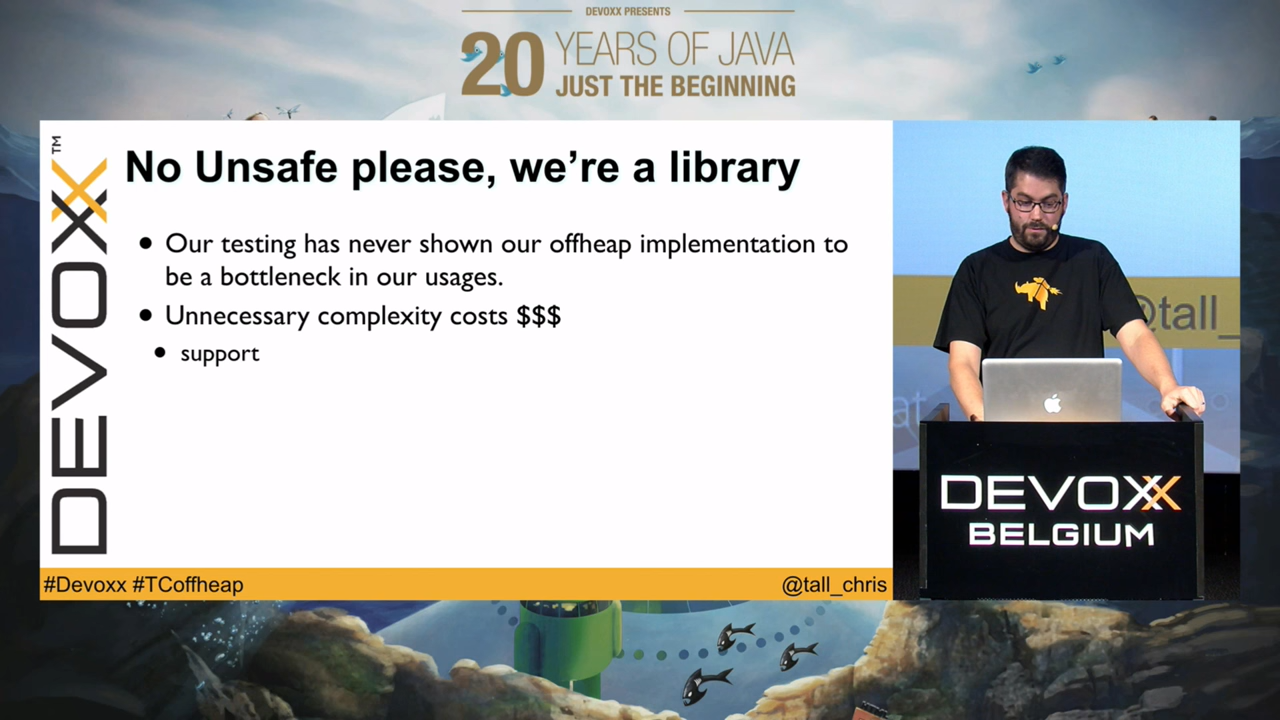 DEVOXX PRESENTS
20 YEARS OF JAVA
JUST THE BEGINNING
DEVOXX™
No Unsafe please, we’re a library
• Our testing has never shown our offheap implementation to
be a bottleneck in our usages.
• Unnecessary complexity costs $$$
• support
#Devoxx #TCoffheap
@tall_chris
@tall_
at
DEVOXX
BELGIUM